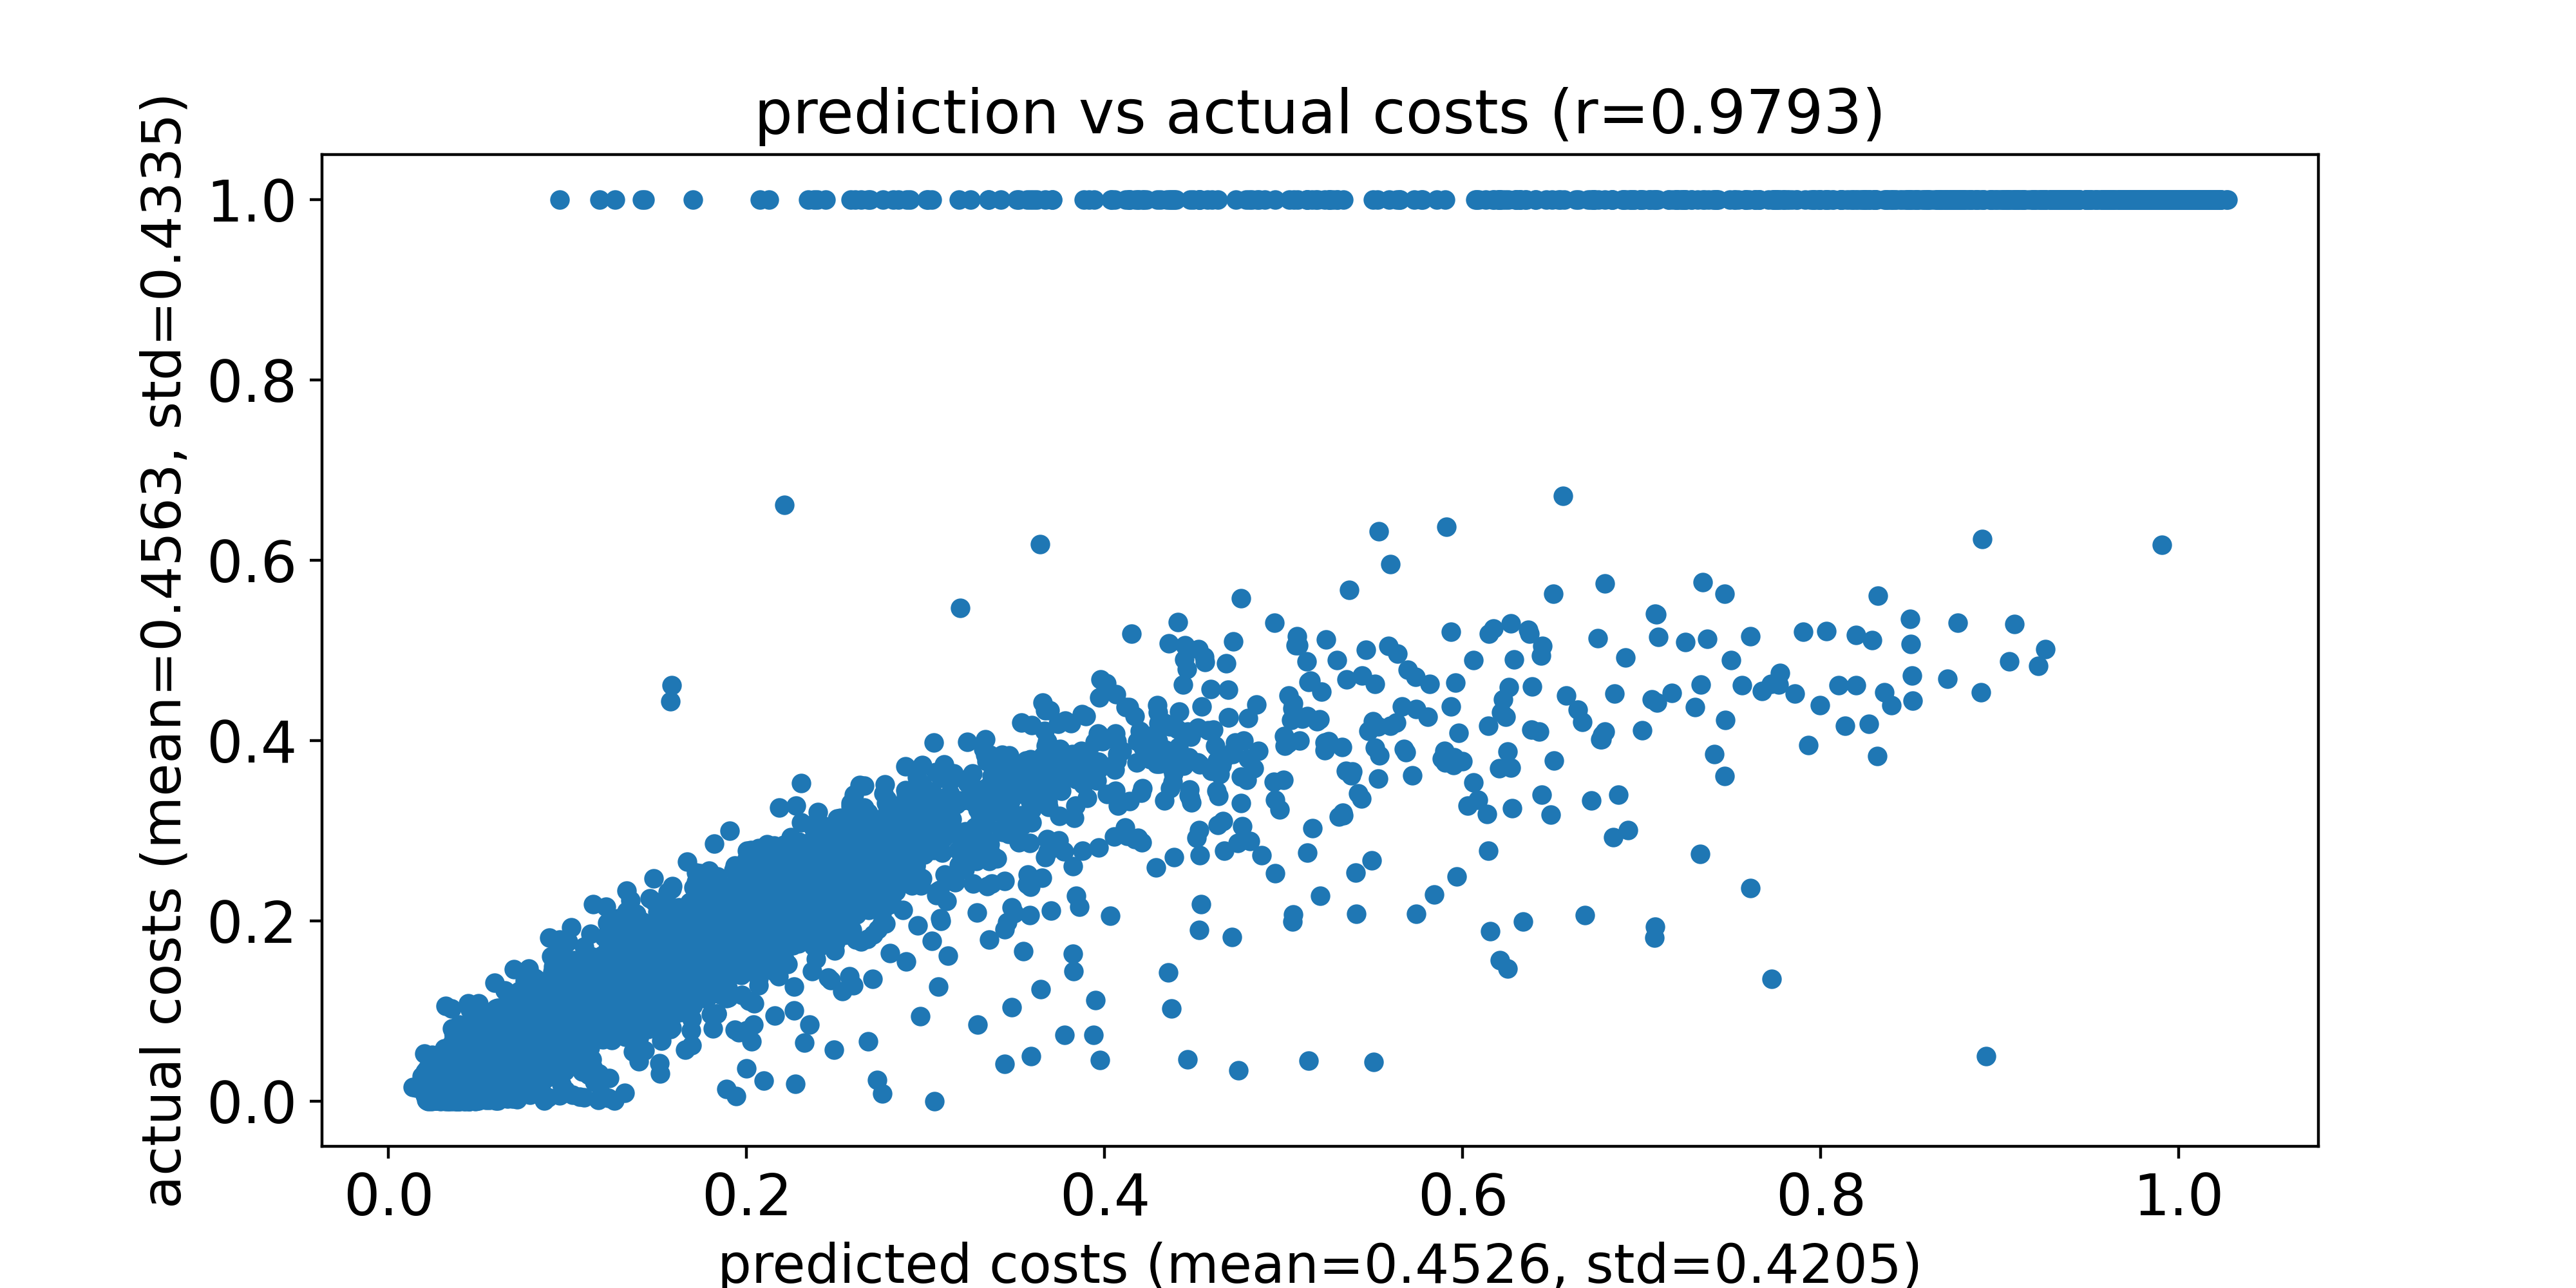 prediction vs actual costs (r=0.9793)
actual costs (mean=0.4563, std=0.4335)
1.0
0.8
0.6
0.4
0.2
0.0
0.0 0.2 0.4 0.6 0.8 1.0
predicted costs (mean=0.4526, std=0.4205)